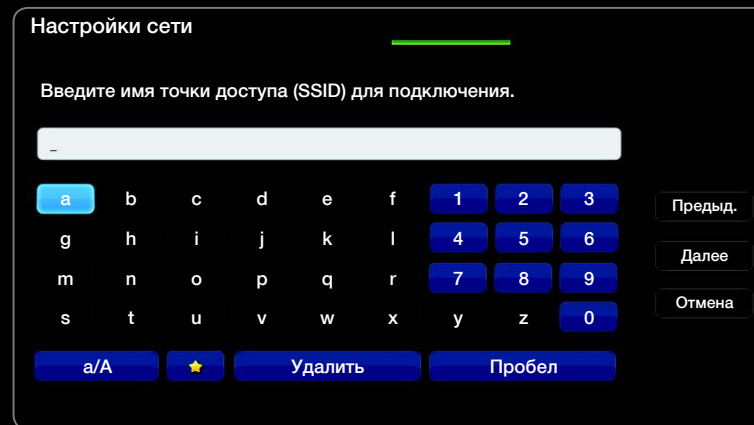 Настройки сети
Введите имя точки доступа (SSID) для подключения.
_
a b c d e f 1 2 3
Предыд.
g h i j k l 4 5 6
Далее
m n o p q r 7 8 9
Отмена
s t u v w x y z 0
a/A Удалить Пробел